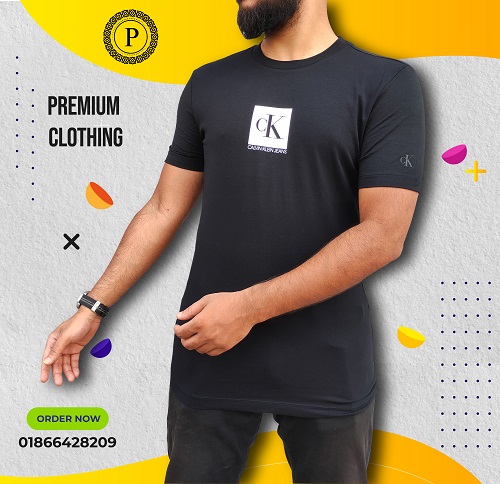 P
PREMIUM
CLOTHING
cK
CALVIN KLEIN JEANS
cK
ORDER NOW
01866428209